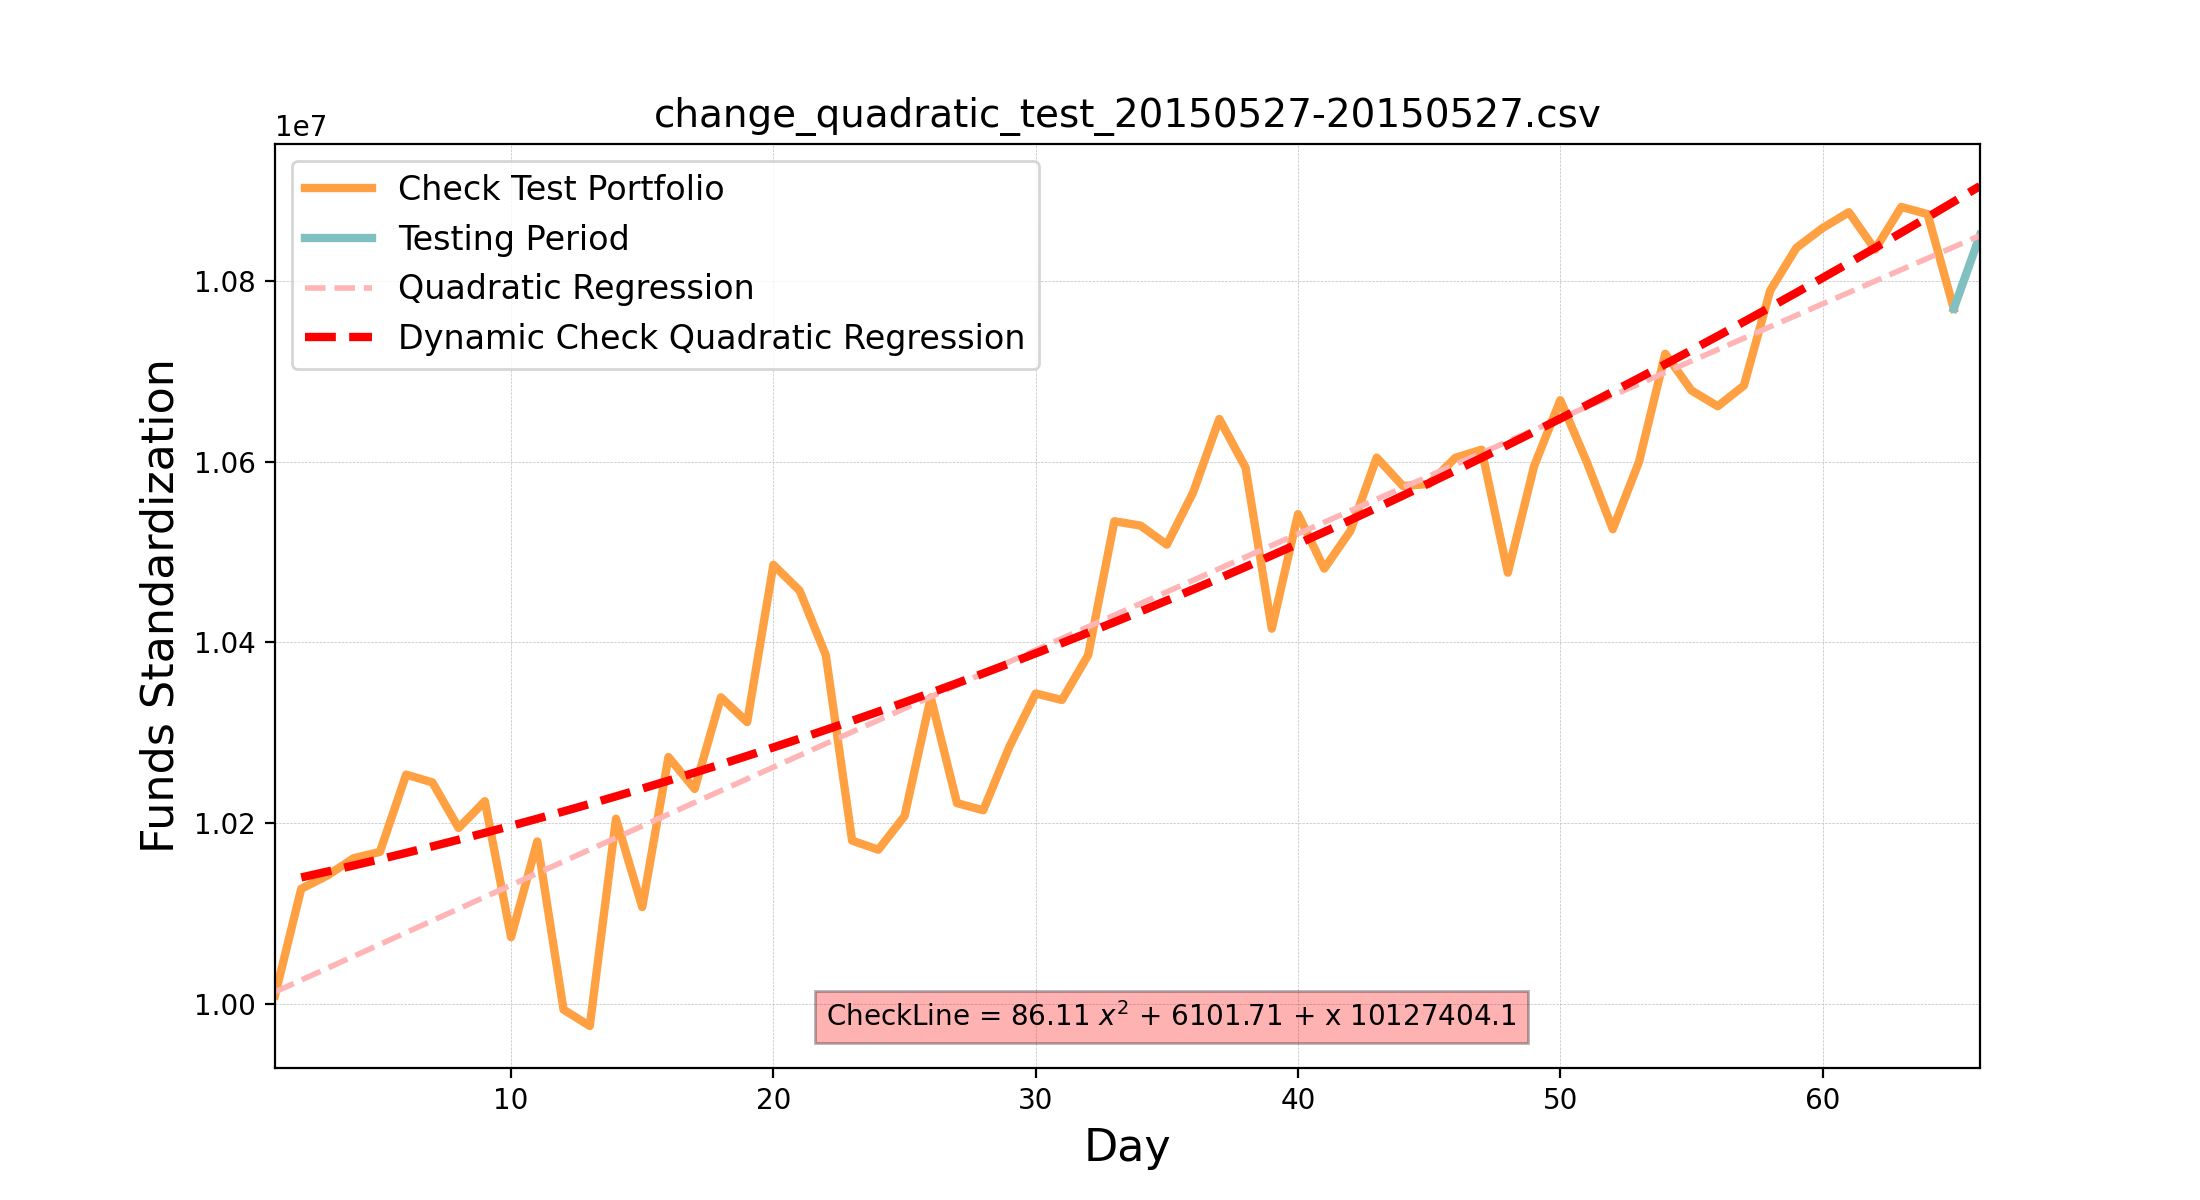 change_quadratic_test_20150527-20150527.csv
1e7
Check Test Portfolio
Testing Period
Quadratic Regression
Dynamic Check Quadratic Regression
Funds Standardization
1.08
1.06
1.04
1.02
1.00
CheckLine = 86.11 x² + 6101.71 + x 10127404.1
10 20 30 40 50 60
Day